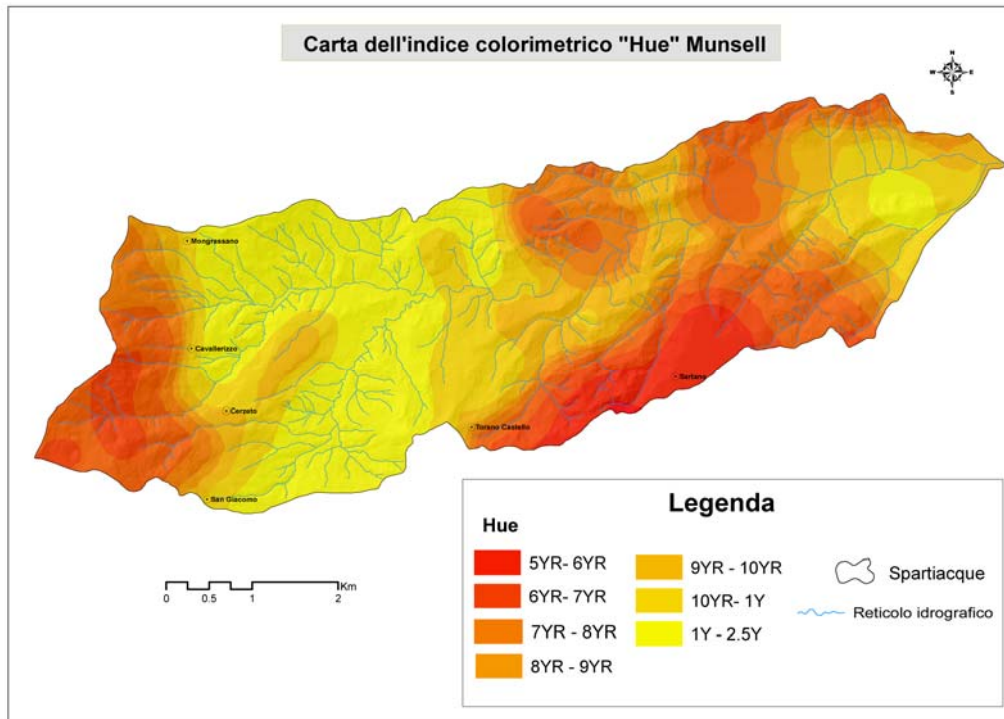 Carta dell'indice colorimetrico "Hue" Munsell
N
W E
S
Mongrassano
Cavallerizzo
Cerzeto
San Giacomo
Torano Castello
Sartano
Km
0 0.5 1 2
Legenda
Hue
5YR- 6YR
6YR- 7YR
7YR - 8YR
8YR - 9YR
9YR - 10YR
10YR- 1Y
1Y - 2.5Y
Spartiacque
Reticolo idrografico